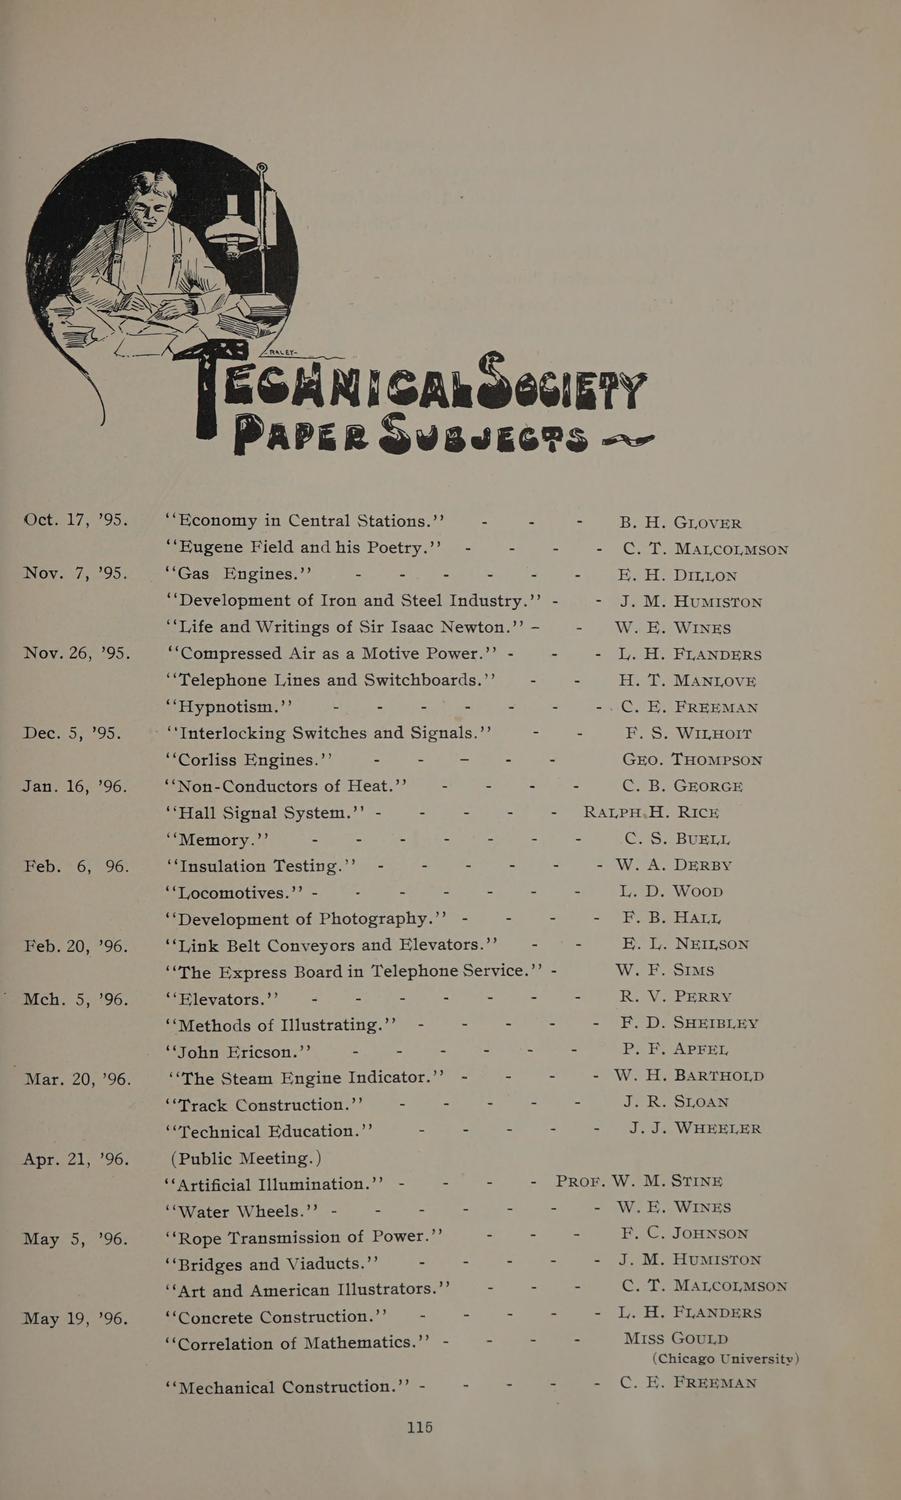 RALEY-
TECHNICAL SOCIETY
PAPER SUBJECTS
Oct. 17, ’95. ‘‘Economy in Central Stations.’’ - - - B. H. GLOVER
‘‘Eugene Field and his Poetry.’’ - - - - C. T. MALCOLMSON
Nov. 7, ’95. ‘‘Gas Engines.’’ - - - - - - E. H. DILLON
‘‘Development of Iron and Steel Industry.’’ - - J. M. HUMISTON
‘‘Life and Writings of Sir Isaac Newton.’’ - - W. E. WINES
Nov. 26, ’95. ‘‘Compressed Air as a Motive Power.’’ - - - L. H. FLANDERS
‘‘Telephone Lines and Switchboards.’’ - - H. T. MANLOVE
‘‘Hypnotism.’’ - - - - - - - C. E. FREEMAN
Dec. 5, ’95. ‘‘Interlocking Switches and Signals.’’ - - F. S. WILHOIT
‘‘Corliss Engines.’’ - - - - - GEO. THOMPSON
Jan. 16, ’96. ‘‘Non-Conductors of Heat.’’ - - - - C. B. GEORGE
‘‘Hall Signal System.’’ - - - - - RALPH H. RICE
‘‘Memory.’’ - - - - - - - C. S. BUELL
Feb. 6, 96. ‘‘Insulation Testing.’’ - - - - - - W. A. DERBY
‘‘Locomotives.’’ - - - - - - - L. D. WOOD
‘‘Development of Photography.’’ - - - - F. B. HALL
Feb. 20, ’96. ‘‘Link Belt Conveyors and Elevators.’’ - - E. L. NEILSON
‘‘The Express Board in Telephone Service.’’ - W. F. SIMS
Mch. 5, ’96. ‘‘Elevators.’’ - - - - - - - R. V. PERRY
‘‘Methods of Illustrating.’’ - - - - - F. D. SHEIBLEY
‘‘John Ericson.’’ - - - - - - P. F. APFEL
Mar. 20, ’96. ‘‘The Steam Engine Indicator.’’ - - - - W. H. BARTHOLD
‘‘Track Construction.’’ - - - - - J. R. SLOAN
‘‘Technical Education.’’ - - - - - J. J. WHEELER
Apr. 21, ’96. (Public Meeting.)
‘‘Artificial Illumination.’’ - - - - PROF. W. M. STINE
‘‘Water Wheels.’’ - - - - - - - W. E. WINES
May 5, ’96. ‘‘Rope Transmission of Power.’’ - - - F. C. JOHNSON
‘‘Bridges and Viaducts.’’ - - - - - J. M. HUMISTON
‘‘Art and American Illustrators.’’ - - - C. T. MALCOLMSON
May 19, ’96. ‘‘Concrete Construction.’’ - - - - - L. H. FLANDERS
‘‘Correlation of Mathematics.’’ - - - - MISS GOULD
(Chicago University)
‘‘Mechanical Construction.’’ - - - - - C. E. FREEMAN
115